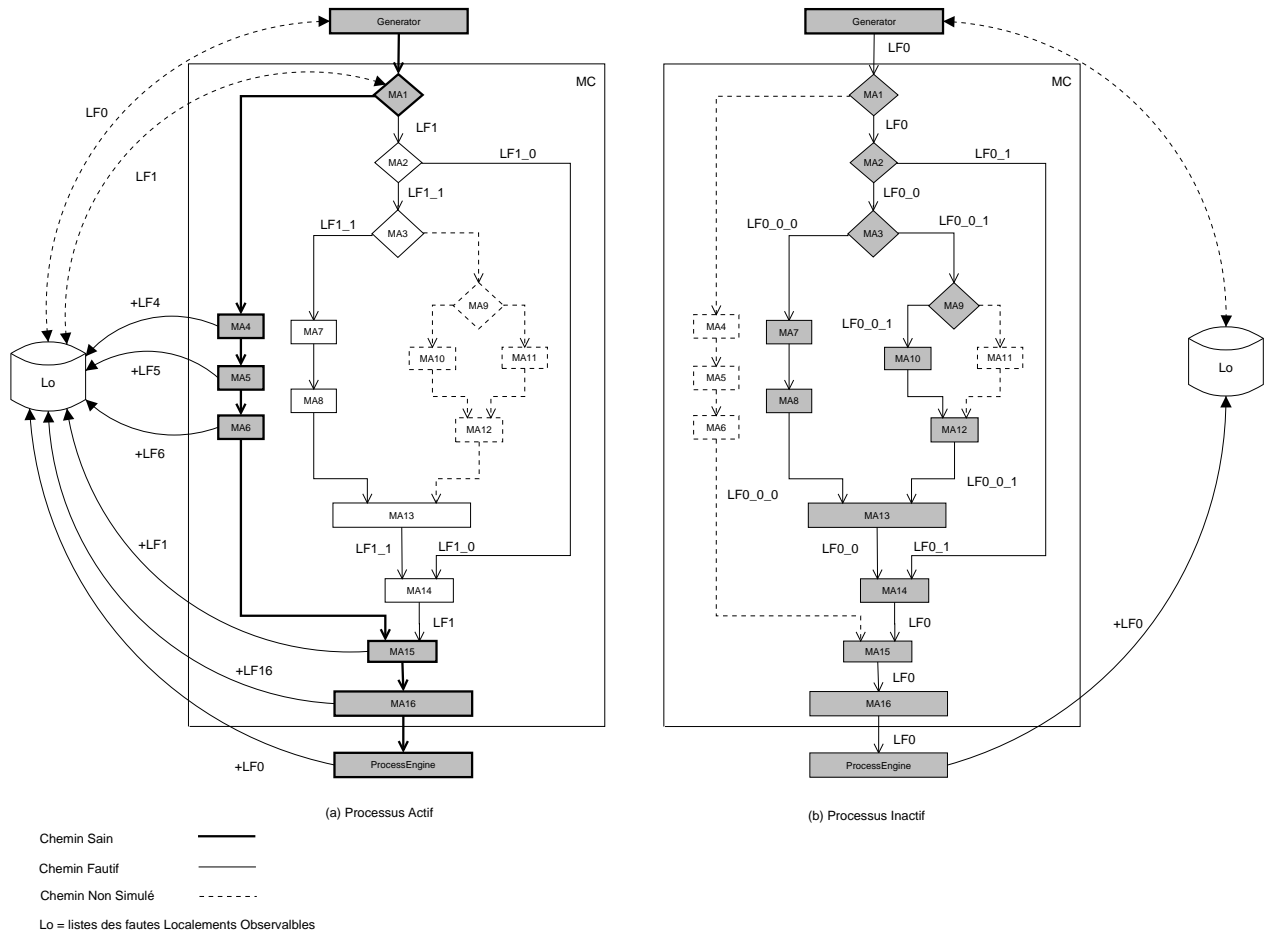 Generator
MC
MA1
LF0
LF1
LF1
MA2
LF1_0
LF1_1
MA3
LF1_1
MA9
+LF4
MA4
MA7
MA10
MA11
+LF5
Lo
MA5
MA8
MA6
MA12
+LF6
MA13
+LF1
LF1_1
LF1_0
MA14
LF1
MA15
+LF16
MA16
+LF0
ProcessEngine
(a) Processus Actif
Generator
LF0
MC
MA1
LF0
MA2
LF0_1
LF0_0
LF0_0_0
MA3
LF0_0_1
MA9
MA4
MA7
LF0_0_1
MA10
MA11
Lo
MA5
MA8
MA6
MA12
LF0_0_0
LF0_0_1
MA13
LF0_0
LF0_1
MA14
LF0
+LF0
MA15
LF0
MA16
LF0
ProcessEngine
(b) Processus Inactif
Chemin Sain
Chemin Fautif
Chemin Non Simulé
Lo = listes des fautes Localements Observalbles